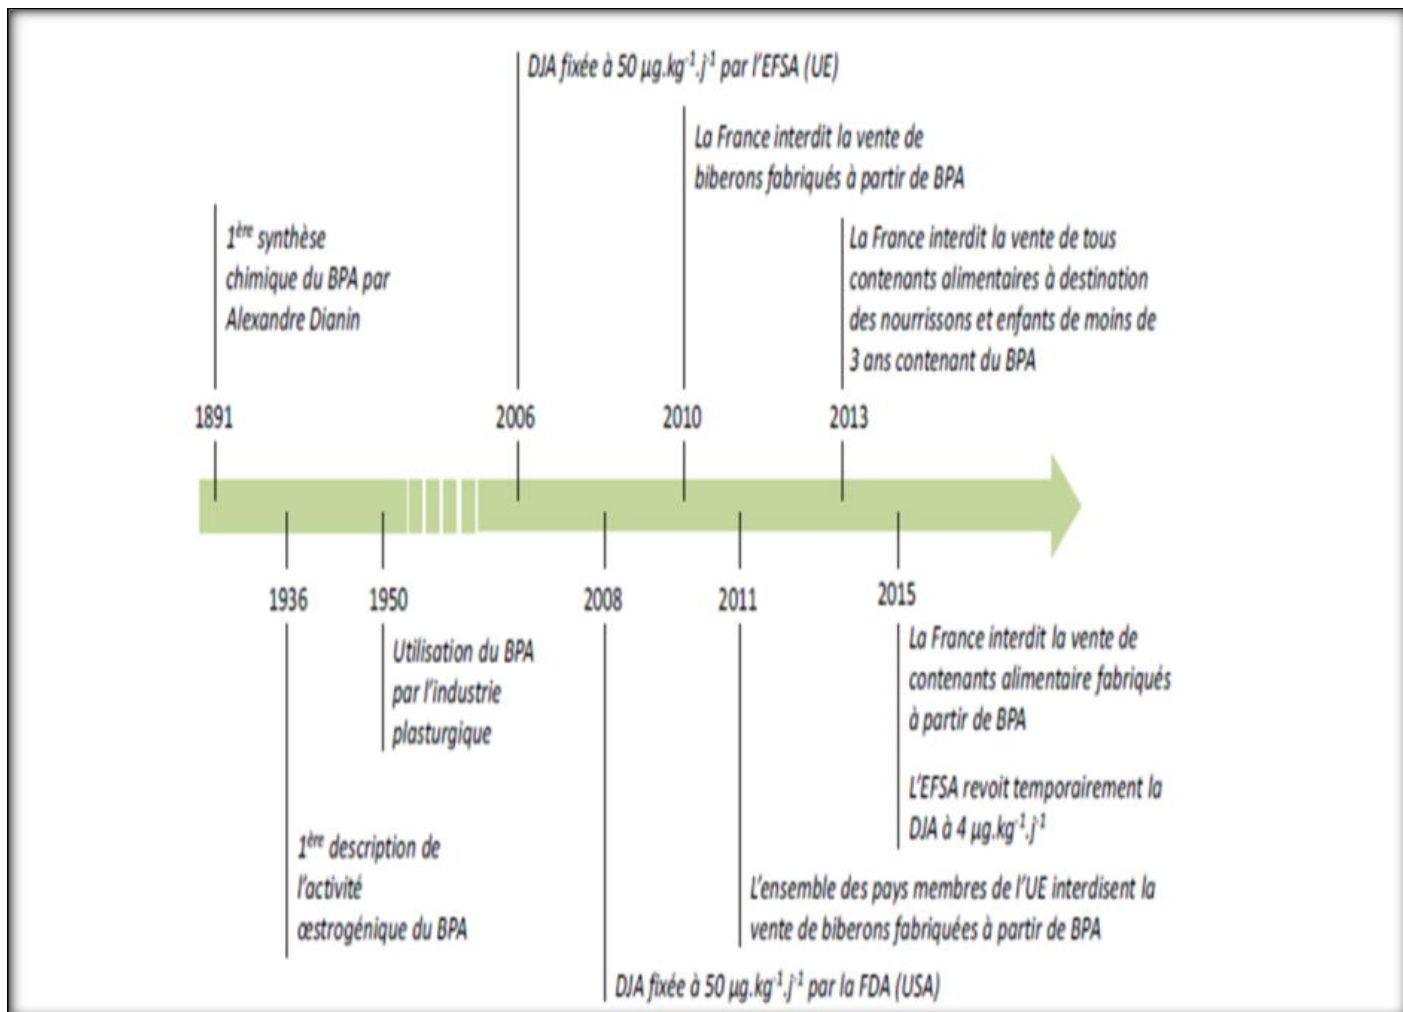 DJA fixée à 50 µg.kg⁻¹.j⁻¹ par l'EFSA (UE)
La France interdit la vente de
biberons fabriqués à partir de BPA
1ère synthèse
chimique du BPA par
Alexandre Dianin
La France interdit la vente de tous
contenants alimentaires à destination
des nourrissons et enfants de moins de
3 ans contenant du BPA
1891
2006
2010
2013
1936
1950
2008
2011
2015
Utilisation du BPA
par l'industrie
plasturgique
La France interdit la vente de
contenants alimentaire fabriqués
à partir de BPA
L'EFSA revoit temporairement la
DJA à 4 µg.kg⁻¹.j⁻¹
1ère description de
l'activité
œstrogénique du BPA
L'ensemble des pays membres de l'UE interdisent la
vente de biberons fabriquées à partir de BPA
DJA fixée à 50 µg.kg⁻¹.j⁻¹ par la FDA (USA)